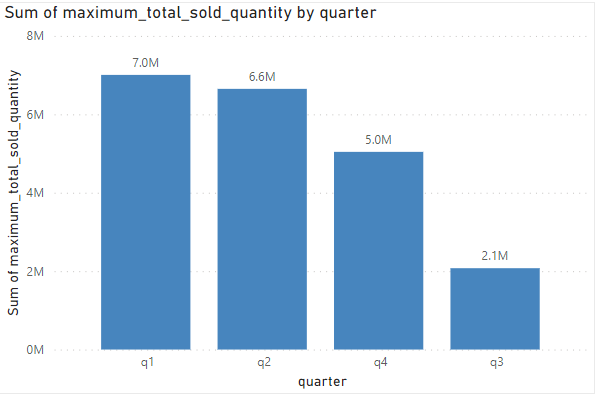 Sum of maximum_total_sold_quantity by quarter
Sum of maximum_total_sold_quantity
8M
6M
4M
2M
0M
7.0M
6.6M
5.0M
2.1M
q1
q2
q4
q3
quarter